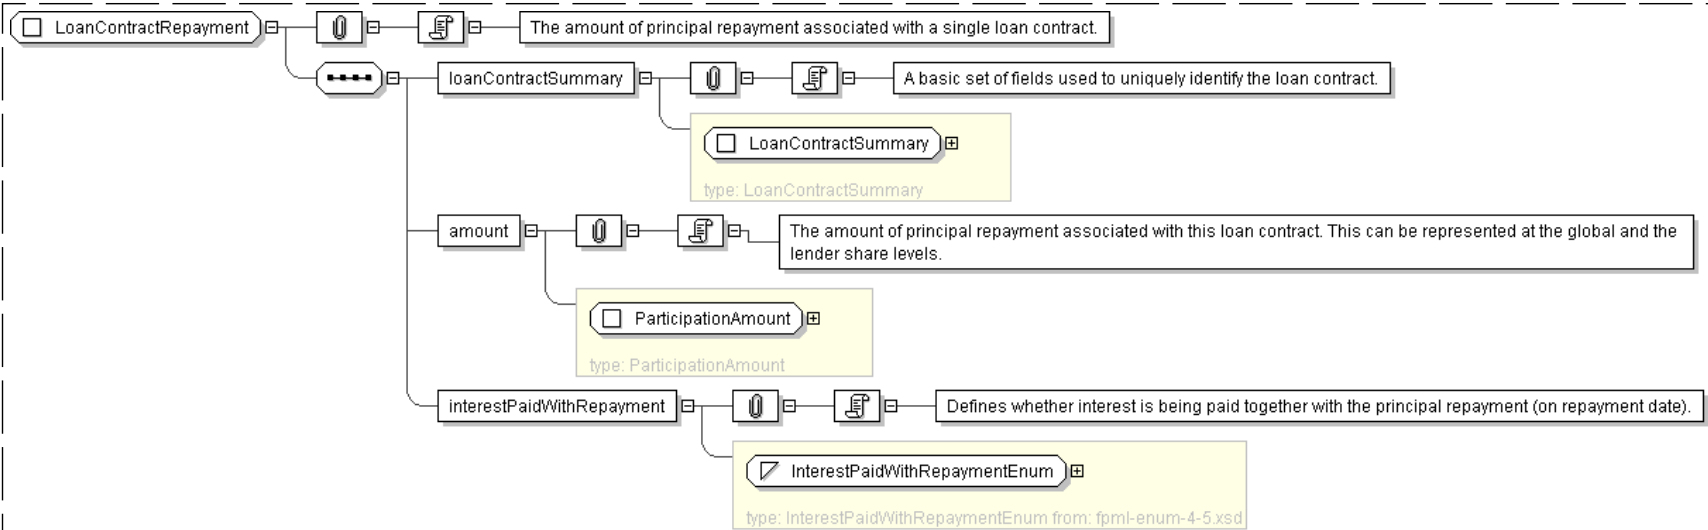 LoanContractRepayment
The amount of principal repayment associated with a single loan contract.
loanContractSummary
A basic set of fields used to uniquely identify the loan contract.
LoanContractSummary
type: LoanContractSummary
amount
The amount of principal repayment associated with this loan contract. This can be represented at the global and the
lender share levels.
ParticipationAmount
type: ParticipationAmount
interestPaidWithRepayment
Defines whether interest is being paid together with the principal repayment (on repayment date).
InterestPaidWithRepaymentEnum
type: InterestPaidWithRepaymentEnum from: fpml-enum-4-5.xsd